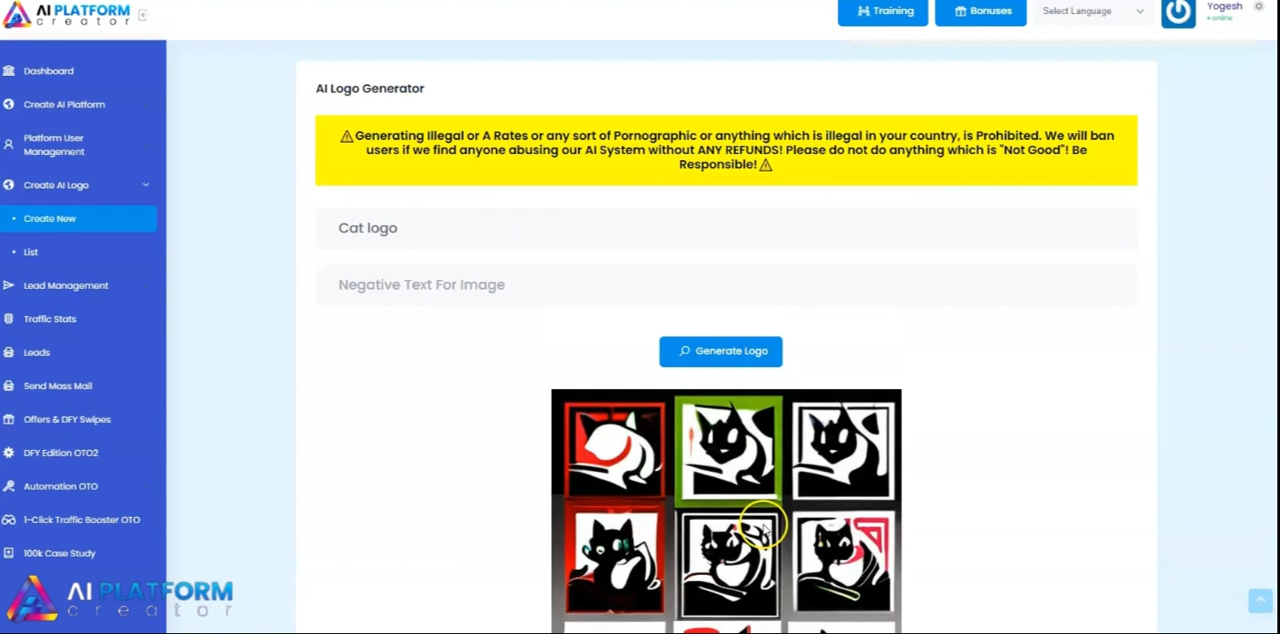 AI PLATFORM
creator
Training
Bonuses
Select Language
Yogesh
online
Dashboard
Create AI Platform
Platform User
Management
Create AI Logo
Create New
List
Lead Management
Traffic Stats
Leads
Send Mass Mail
Offers & DFY Swipes
DFY Edition OTO2
Automation OTO
1-Click Traffic Booster OTO
100k Case Study
AI PLATFORM
creator
AI Logo Generator
⚠Generating Illegal or A Rates or any sort of Pornographic or anything which is illegal in your country, is Prohibited. We will ban
users if we find anyone abusing our AI System without ANY REFUNDS! Please do not do anything which is "Not Good"! Be
Responsible!⚠
Cat logo
Negative Text For Image
Generate Logo